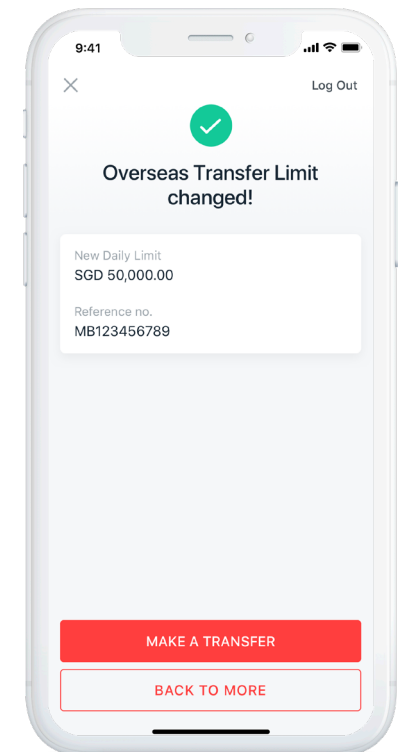 9:41
Log Out
Overseas Transfer Limit
changed!
New Daily Limit
SGD 50,000.00
Reference no.
MB123456789
MAKE A TRANSFER
BACK TO MORE